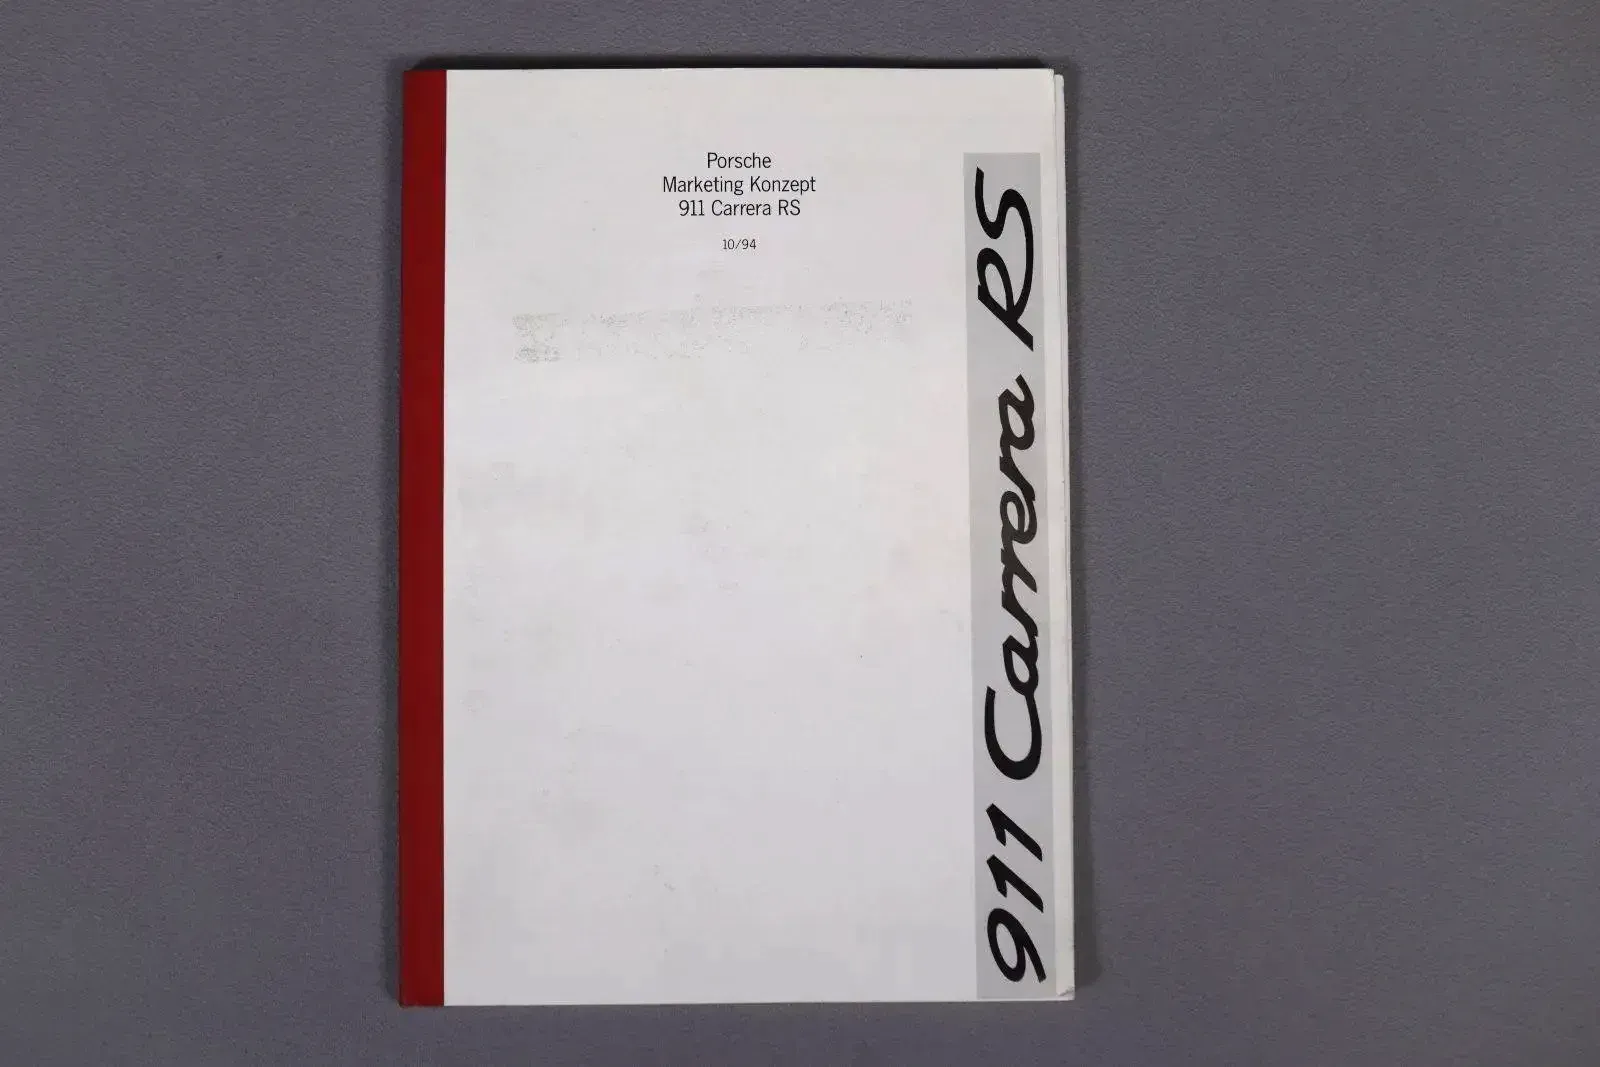 Porsche
Marketing Konzept
911 Carrera RS
10/94
911 Carrera RS